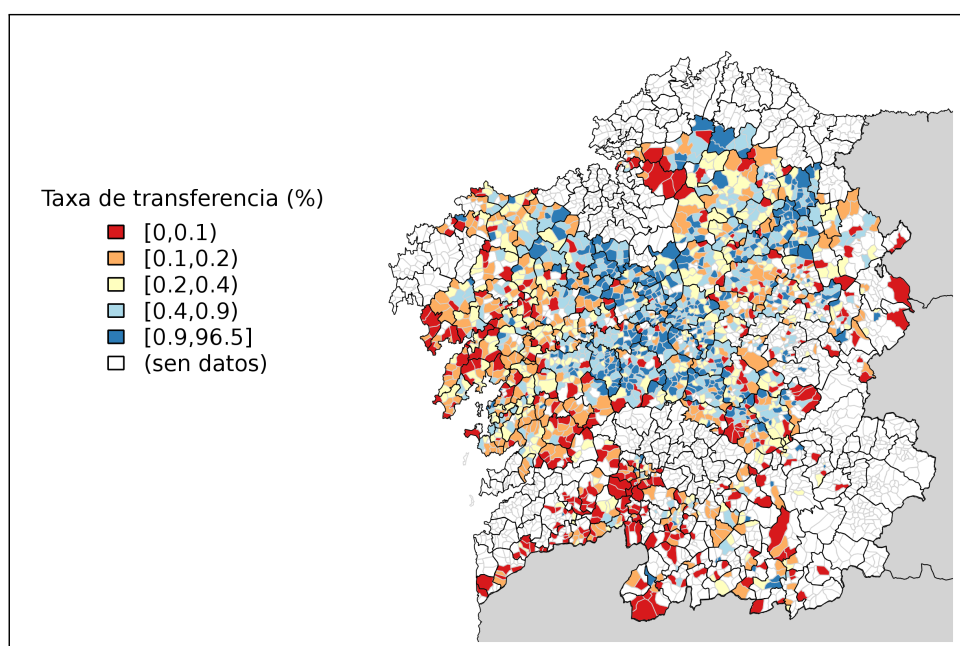 Taxa de transferencia (%)
[0,0.1)
[0.1,0.2)
[0.2,0.4)
[0.4,0.9)
[0.9,96.5]
(sen datos)